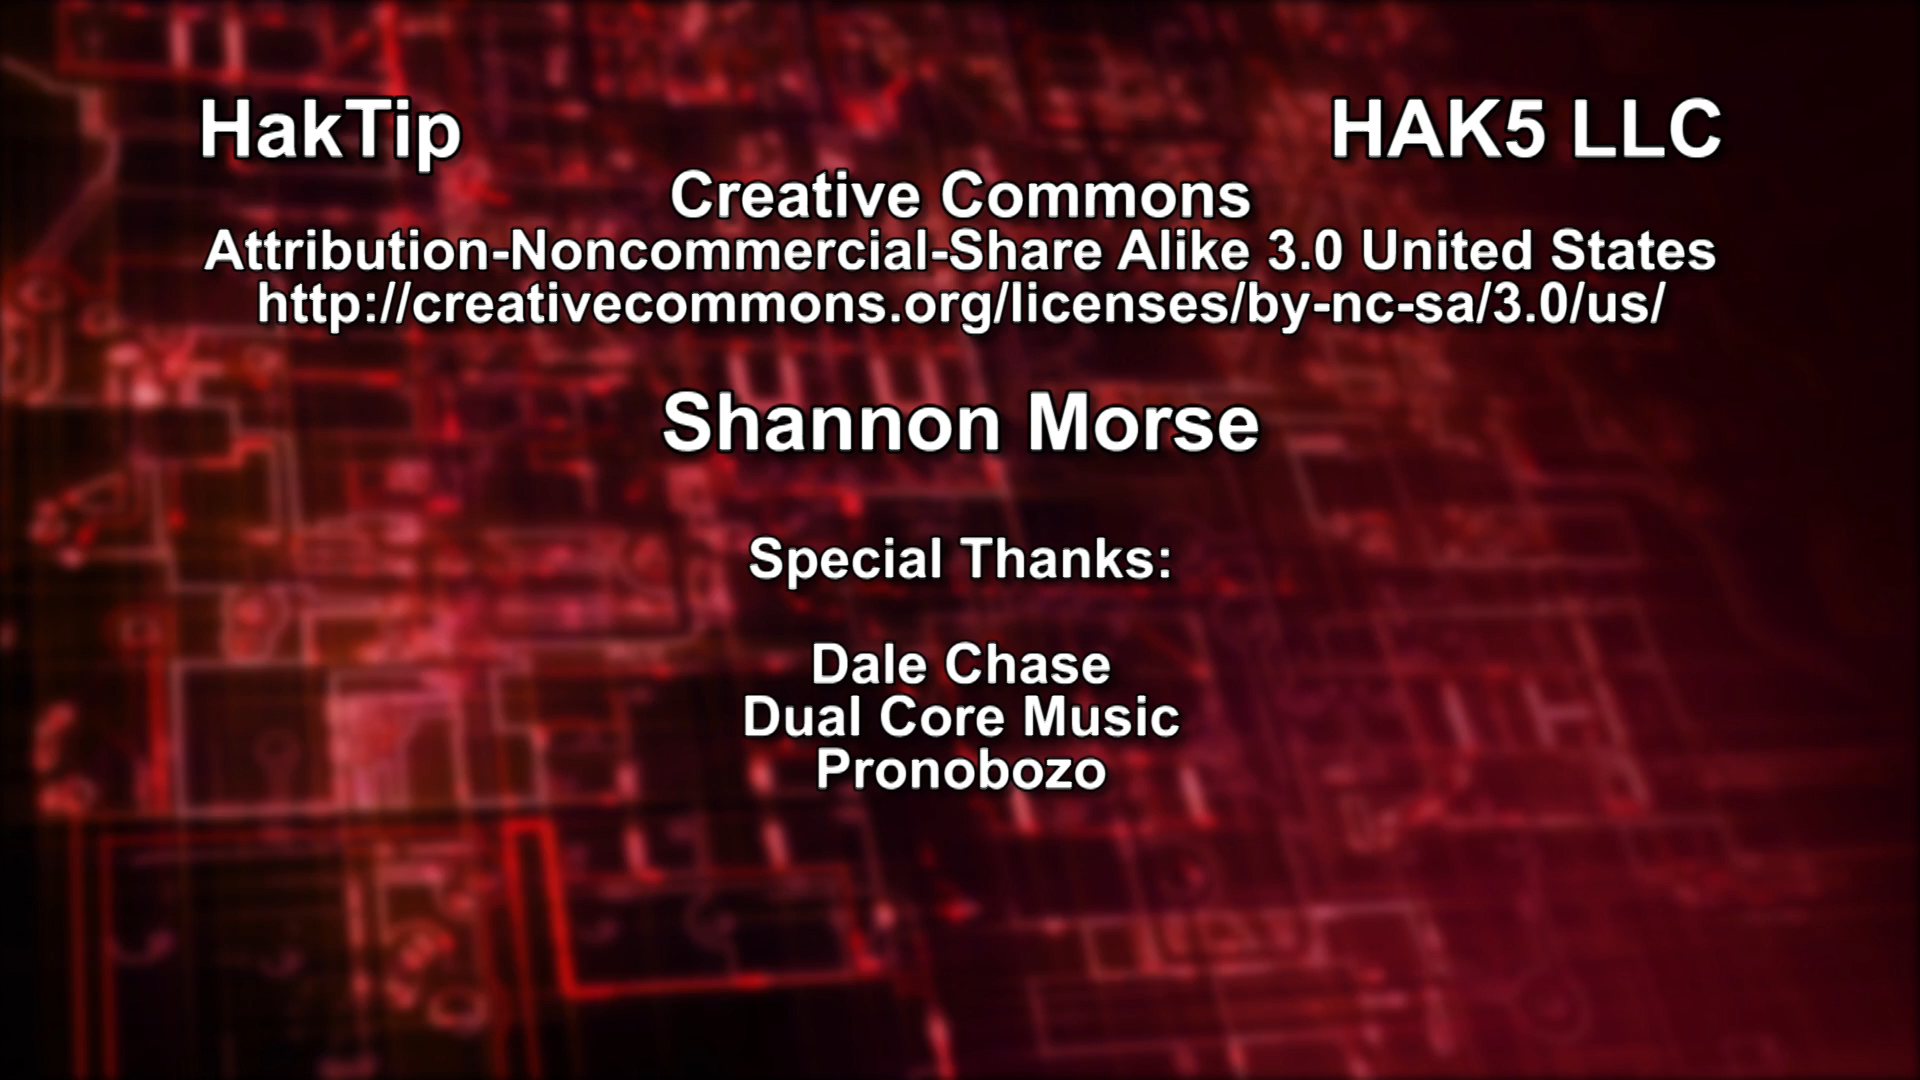 HakTip HAK5 LLC
Creative Commons
Attribution-Noncommercial-Share Alike 3.0 United States
http://creativecommons.org/licenses/by-nc-sa/3.0/us/
Shannon Morse
Special Thanks:
Dale Chase
Dual Core Music
Pronobozo